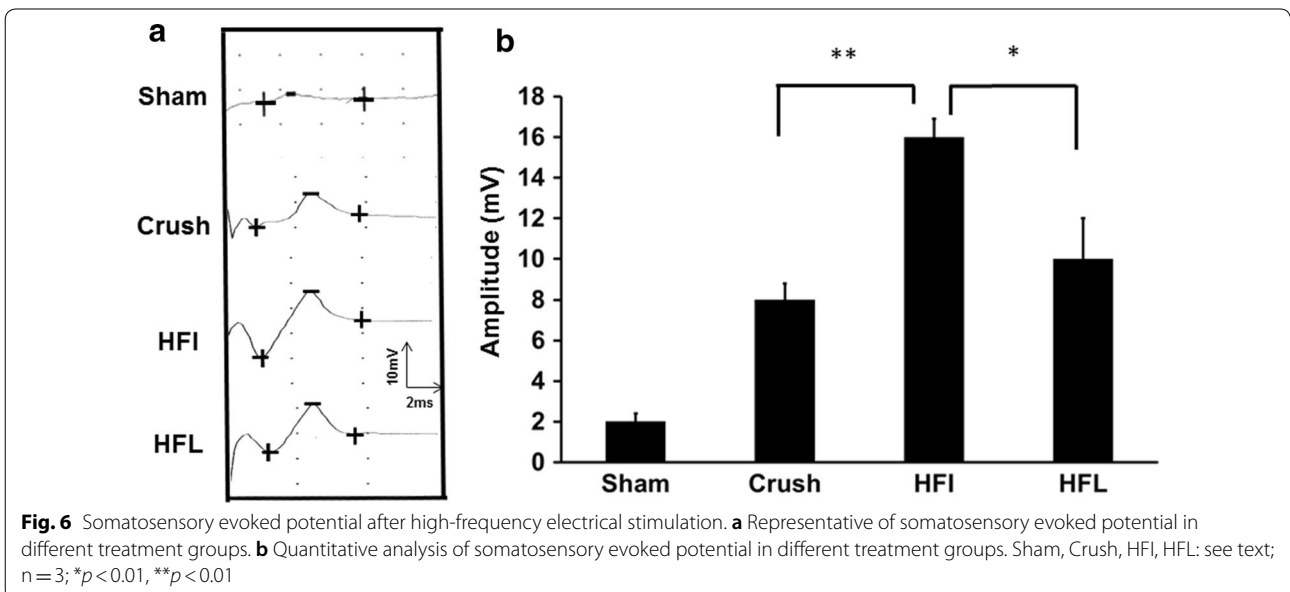 a
Sham
Crush
HFI
HFL
10mV
2ms
b
** *
Amplitude (mV)
18
16
14
12
10
8
6
4
2
0
Sham Crush HFI HFL
Fig. 6 Somatosensory evoked potential after high-frequency electrical stimulation. a Representative of somatosensory evoked potential in
different treatment groups. b Quantitative analysis of somatosensory evoked potential in different treatment groups. Sham, Crush, HFI, HFL: see text;
n = 3; *p < 0.01, **p < 0.01